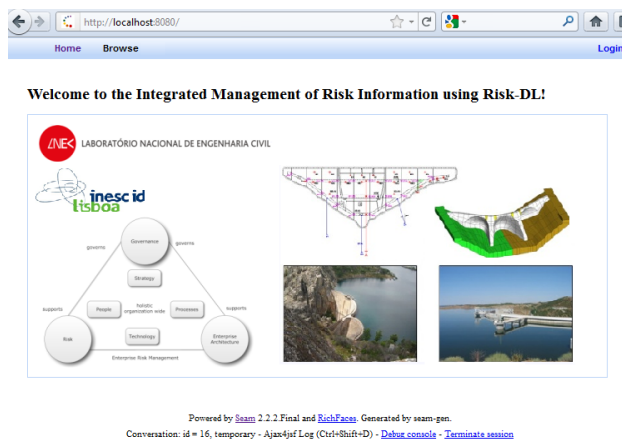 http://localhost:8080/
Home Browse Login
Welcome to the Integrated Management of Risk Information using Risk-DL!
LNEC LABORATÓRIO NACIONAL DE ENGENHARIA CIVIL
inesc id
lisboa
Governance
governs governs
Strategy
supports People holistic organization wide Processes supports
Risk Technology Enterprise Architecture
Enterprise Risk Management
Powered by Seam 2.2.2.Final and RichFaces. Generated by seam-gen.
Conversation: id = 16, temporary - Ajax4jsf Log (Ctrl+Shift+D) - Debug console - Terminate session